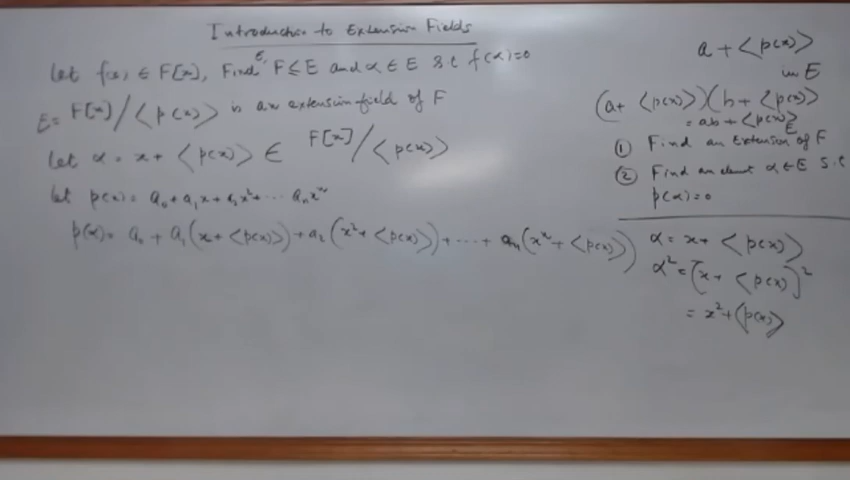 Introduction to Extension Fields
Let f(x) ∈ F[x], Find E, F ≤ E and α ∈ E s.t f(α)=0
E = F[x]/<p(x)> is an extension field of F
Let α = x + <p(x)> ∈ F[x]/<p(x)>
Let p(x) = a₀ + a₁x + a₂x² + ... aₙxⁿ
p(α) = a₀ + a₁(x + <p(x)>) + a₂(x² + <p(x)>) + ... + aₙ(xⁿ + <p(x)>)
a + <p(x)>
in E
(a + <p(x)>)(b + <p(x)>)
= ab + <p(x)>
① Find an Extension E of F
② Find an element α ∈ E s.t
p(α)=0
α = x + <p(x)>
α² = [x + <p(x)>]²
= x² + <p(x)>